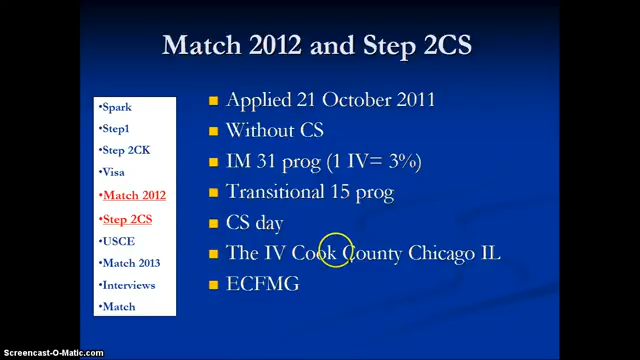 Match 2012 and Step 2CS
•Spark
•Step1
•Step 2CK
•Visa
•Match 2012
•Step 2CS
•USCE
•Match 2013
•Interviews
•Match
Applied 21 October 2011
Without CS
IM 31 prog (1 IV= 3%)
Transitional 15 prog
CS day
The IV Cook County Chicago IL
ECFMG
Screencast-O-Matic.com